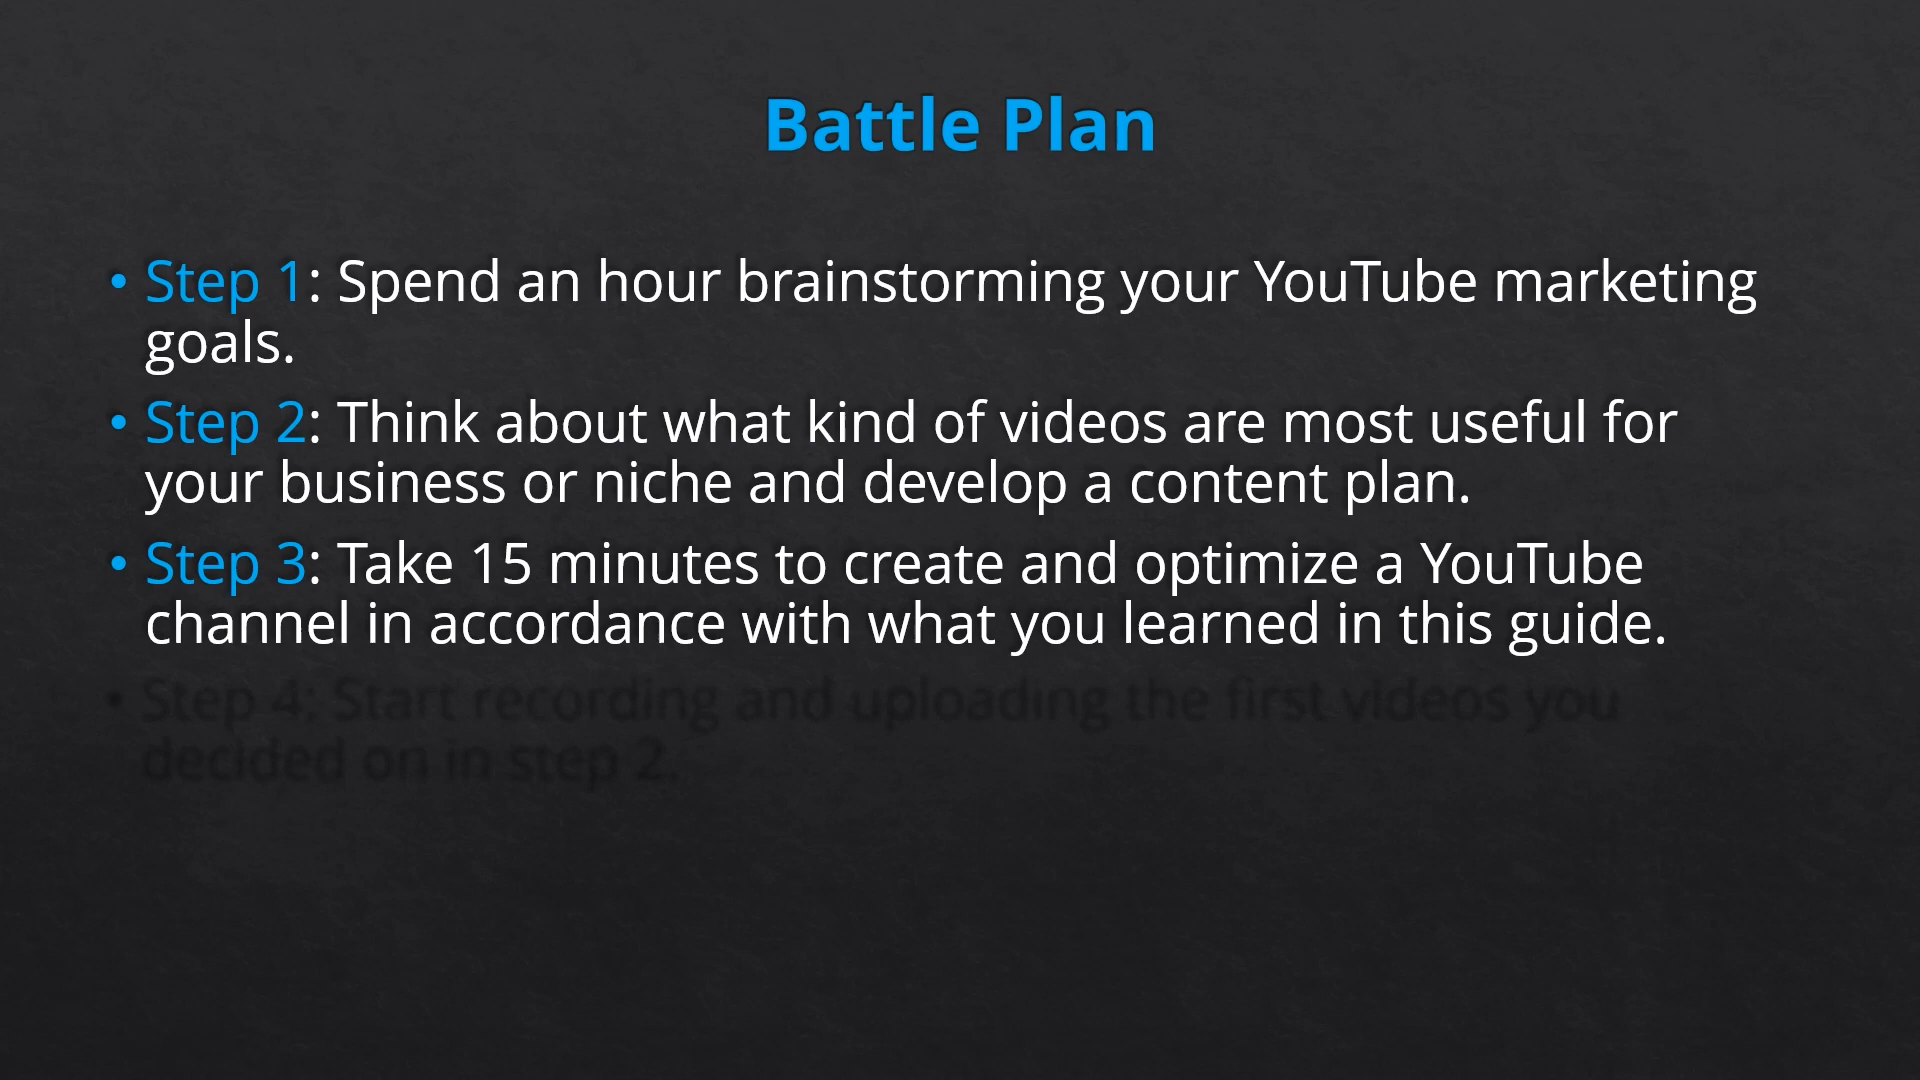 Battle Plan
• Step 1: Spend an hour brainstorming your YouTube marketing
goals.
• Step 2: Think about what kind of videos are most useful for
your business or niche and develop a content plan.
• Step 3: Take 15 minutes to create and optimize a YouTube
channel in accordance with what you learned in this guide.
• Step 4: Start recording and uploading the first videos you
decided on in step 2.